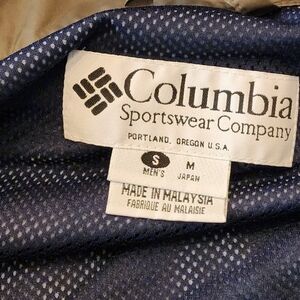 Columbia
Sportswear Company
PORTLAND, OREGON U.S.A.
S M
MEN'S JAPAN
MADE IN MALAYSIA
FABRIQUE AU MALAISIE